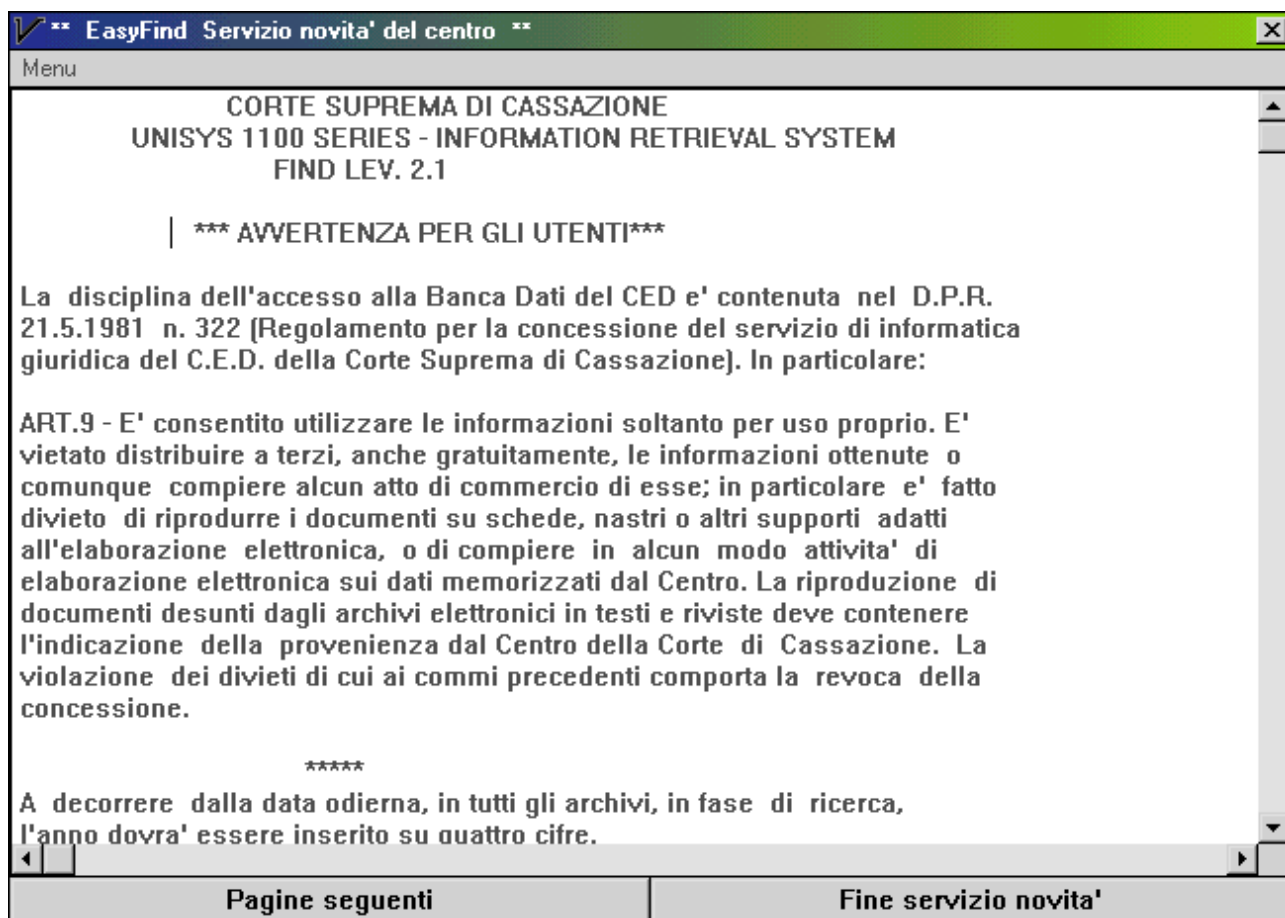 ** EasyFind Servizio novita' del centro **
Menu
CORTE SUPREMA DI CASSAZIONE
UNISYS 1100 SERIES - INFORMATION RETRIEVAL SYSTEM
FIND LEV. 2.1
*** AVVERTENZA PER GLI UTENTI***
La disciplina dell'accesso alla Banca Dati del CED e' contenuta nel D.P.R.
21.5.1981 n. 322 (Regolamento per la concessione del servizio di informatica
giuridica del C.E.D. della Corte Suprema di Cassazione). In particolare:
ART.9 - E' consentito utilizzare le informazioni soltanto per uso proprio. E'
vietato distribuire a terzi, anche gratuitamente, le informazioni ottenute o
comunque compiere alcun atto di commercio di esse; in particolare e' fatto
divieto di riprodurre i documenti su schede, nastri o altri supporti adatti
all'elaborazione elettronica, o di compiere in alcun modo attivita' di
elaborazione elettronica sui dati memorizzati dal Centro. La riproduzione di
documenti desunti dagli archivi elettronici in testi e riviste deve contenere
l'indicazione della provenienza dal Centro della Corte di Cassazione. La
violazione dei divieti di cui ai commi precedenti comporta la revoca della
concessione.
*****
A decorrere dalla data odierna, in tutti gli archivi, in fase di ricerca,
l'anno dovra' essere inserito su quattro cifre.
Pagine seguenti
Fine servizio novita'